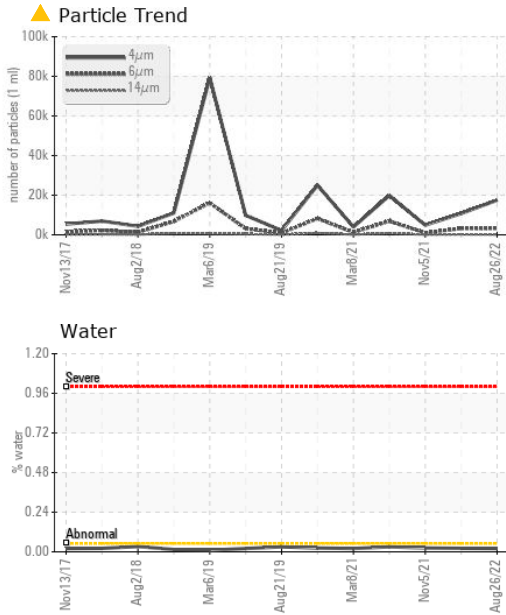 Particle Trend
number of particles (1 ml)
100k
80k
60k
40k
20k
0k
4μm
6μm
14μm
Nov13/17
Aug2/18
Mar6/19
Aug21/19
Mar8/21
Nov5/21
Aug26/22
Water
% water
1.20
0.96
0.72
0.48
0.24
0.00
Severe
Abnormal
Nov13/17
Aug2/18
Mar6/19
Aug21/19
Mar8/21
Nov5/21
Aug26/22